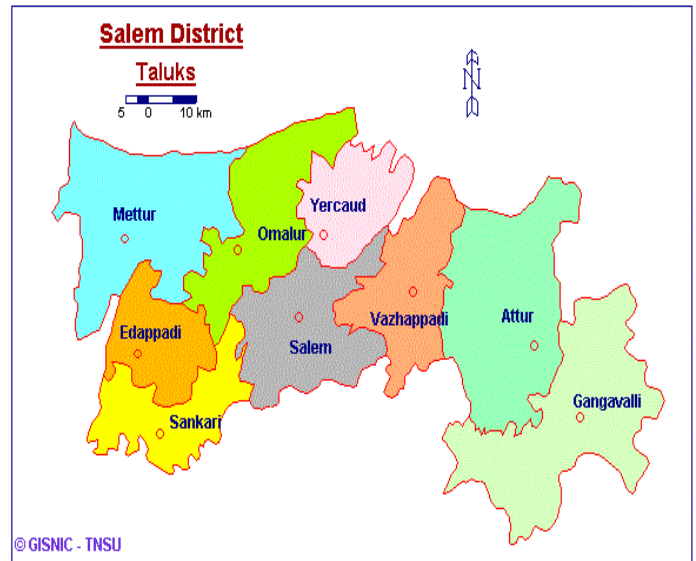 Salem District
Taluks
5 0 10 km
N
Mettur
Omalur
Yercaud
Edappadi
Salem
Vazhappadi
Attur
Sankari
Gangavalli
© GISNIC - TNSU